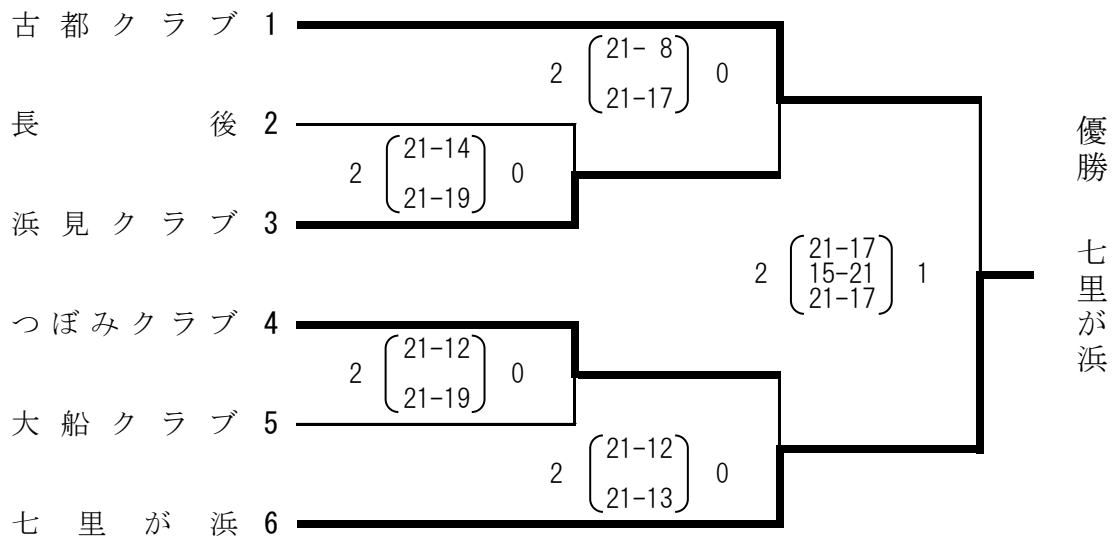 古都クラブ 1
2 21- 8 0
21-17
長後 2
2 21-14 0
21-19
浜見クラブ 3
21-17
2 15-21 1
21-17
つぼみクラブ 4
2 21-12 0
21-19
大船クラブ 5
2 21-12 0
21-13
七里が浜 6
優勝 七里が浜